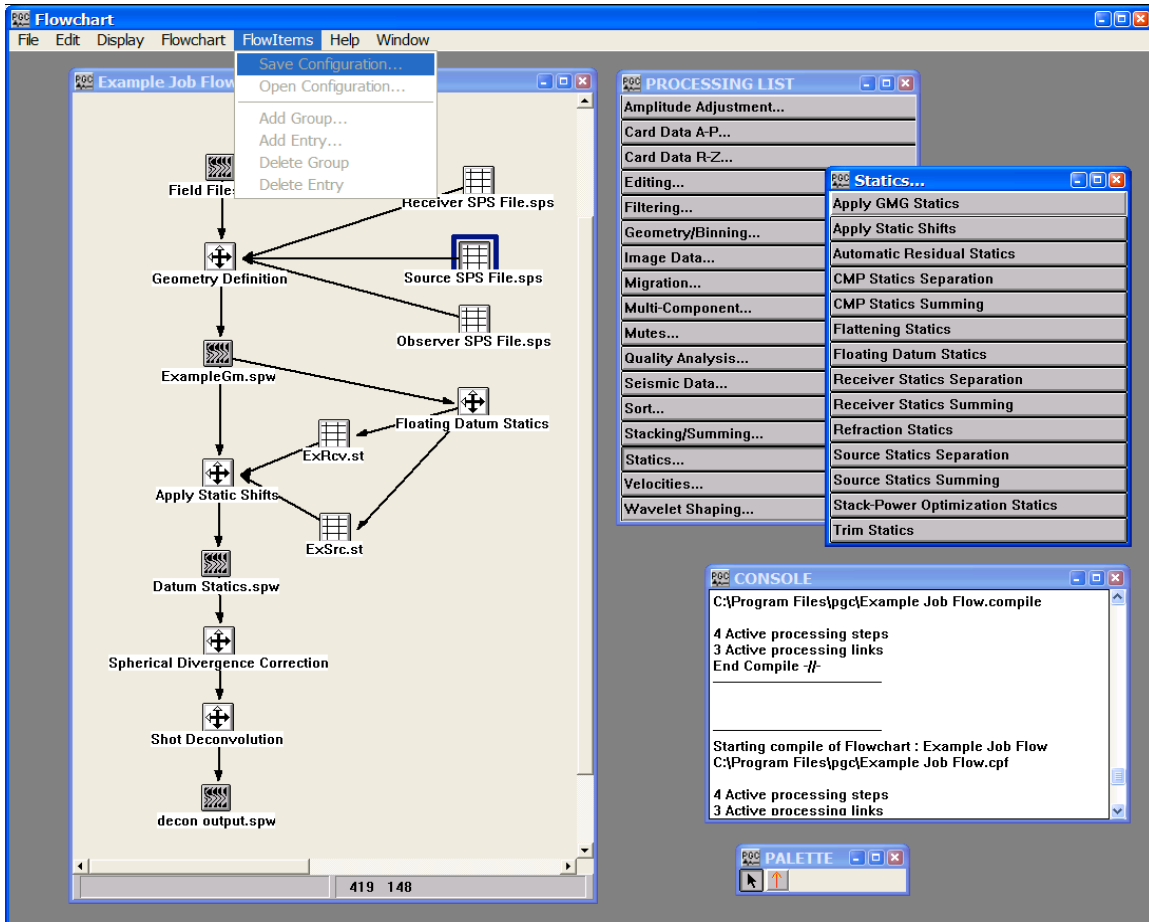 PGC Flowchart
File Edit Display Flowchart FlowItems Help Window
Save Configuration...
Open Configuration...
Add Group...
Add Entry...
Delete Group
Delete Entry
PGC Example Job Flow
Field Files
Receiver SPS File.sps
Geometry Definition
Source SPS File.sps
Observer SPS File.sps
ExampleGm.spw
Floating Datum Statics
ExRcv.st
Apply Static Shifts
ExSrc.st
Datum Statics.spw
Spherical Divergence Correction
Shot Deconvolution
decon output.spw
419 148
PGC PROCESSING LIST
Amplitude Adjustment...
Card Data A-P...
Card Data R-Z...
Editing...
Filtering...
Geometry/Binning...
Image Data...
Migration...
Multi-Component...
Mutes...
Quality Analysis...
Seismic Data...
Sort...
Stacking/Summing...
Statics...
Velocities...
Wavelet Shaping...
PGC Statics...
Apply GMG Statics
Apply Static Shifts
Automatic Residual Statics
CMP Statics Separation
CMP Statics Summing
Flattening Statics
Floating Datum Statics
Receiver Statics Separation
Receiver Statics Summing
Refraction Statics
Source Statics Separation
Source Statics Summing
Stack-Power Optimization Statics
Trim Statics
PGC CONSOLE
C:\Program Files\pgc\Example Job Flow.compile
4 Active processing steps
3 Active processing links
End Compile -//-
Starting compile of Flowchart : Example Job Flow
C:\Program Files\pgc\Example Job Flow.cpf
4 Active processing steps
3 Active processing links
PGC PALETTE